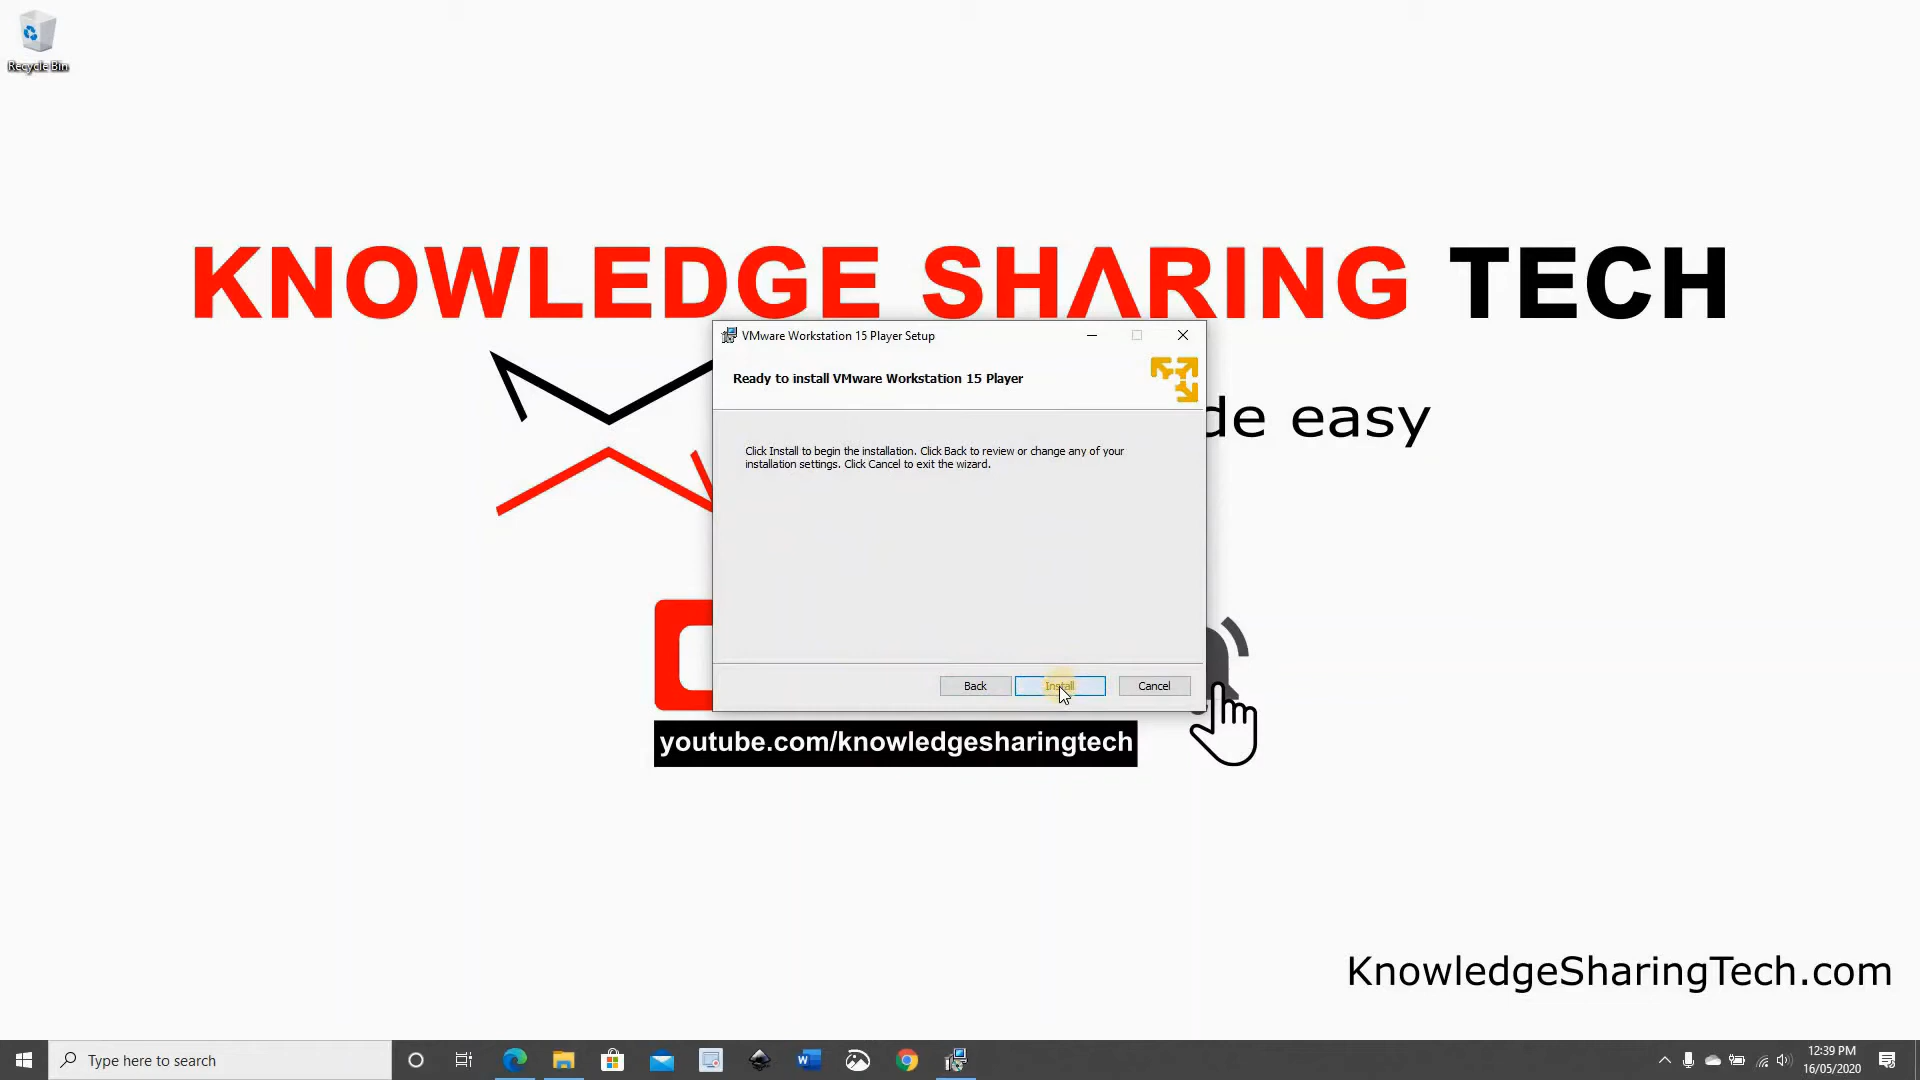 Recycle Bin
KNOWLEDGE SHARING TECH
VMware Workstation 15 Player Setup
Ready to install VMware Workstation 15 Player
de easy
Click Install to begin the installation. Click Back to review or change any of your
installation settings. Click Cancel to exit the wizard.
Back
Install
Cancel
youtube.com/knowledgesharingtech
KnowledgeSharingTech.com
Type here to search
12:39 PM
16/05/2020